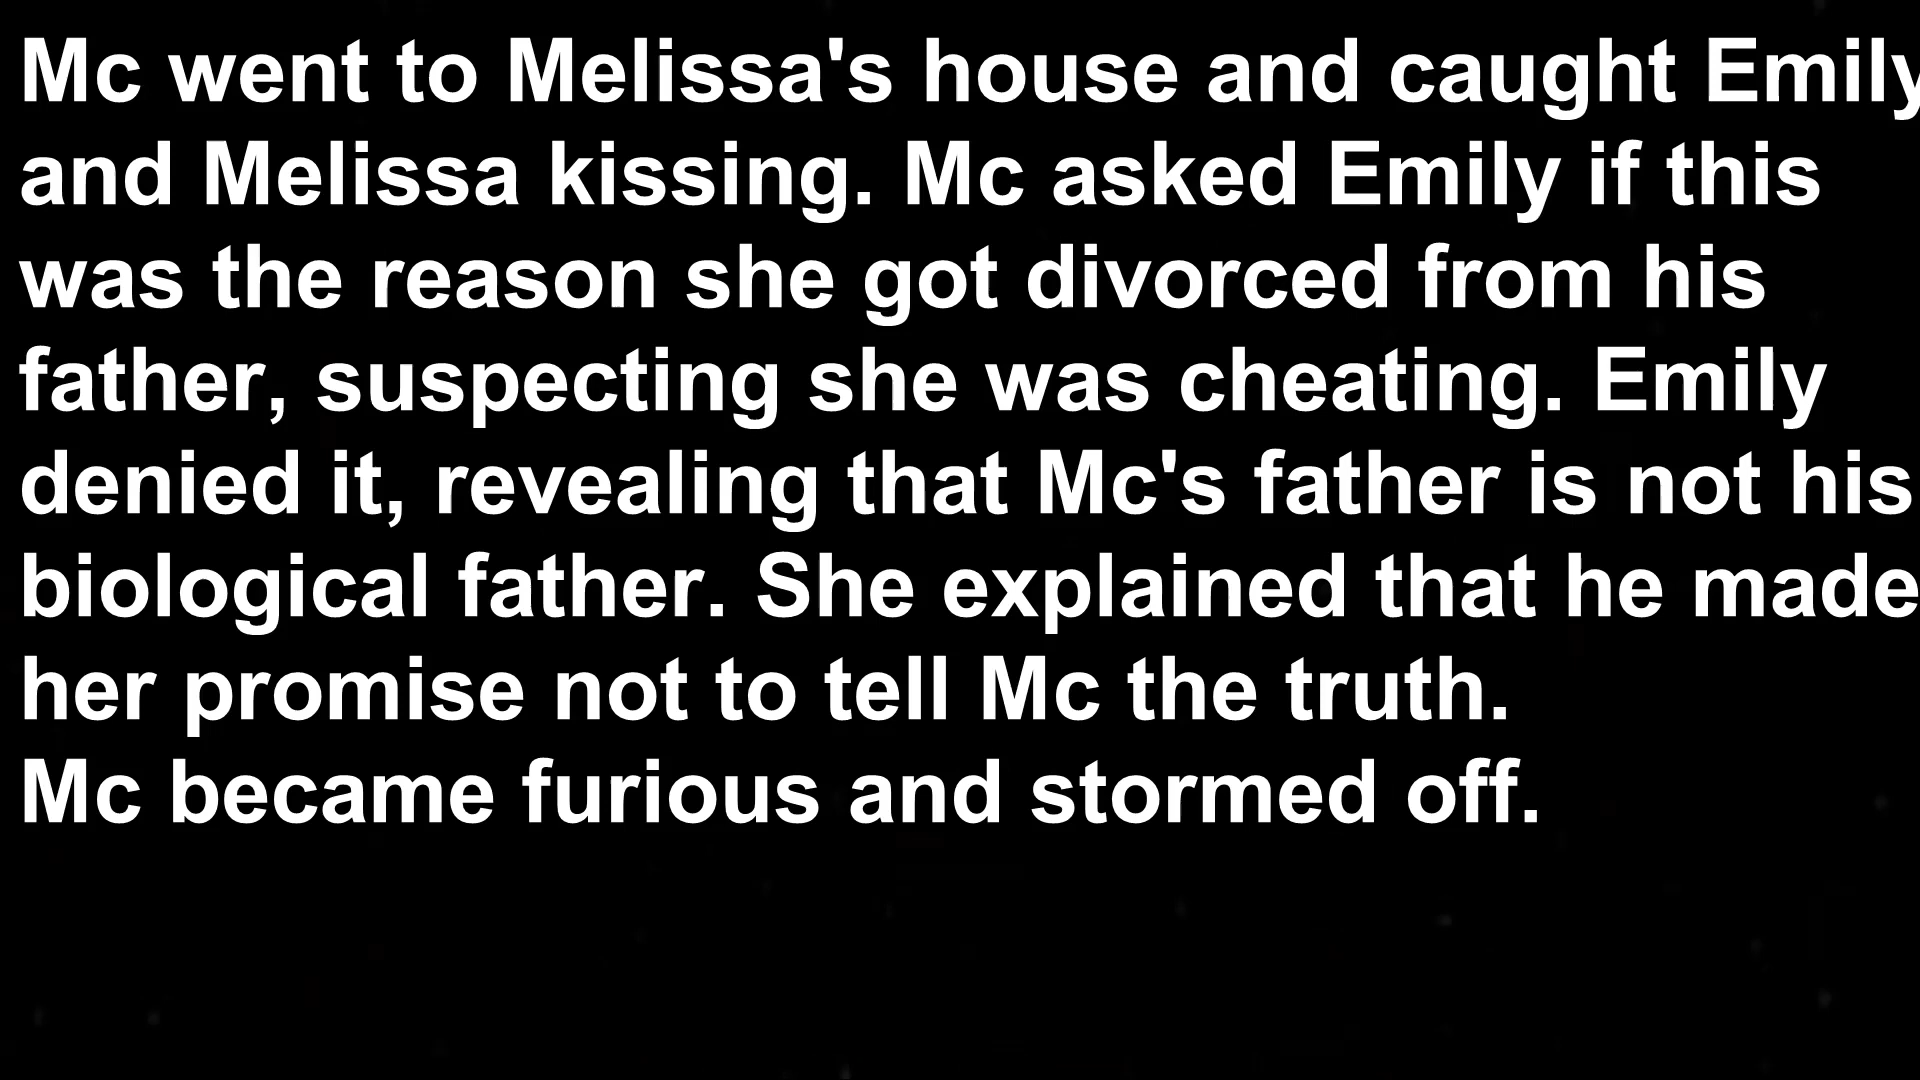 Mc went to Melissa's house and caught Emily
and Melissa kissing. Mc asked Emily if this
was the reason she got divorced from his
father, suspecting she was cheating. Emily
denied it, revealing that Mc's father is not his
biological father. She explained that he made
her promise not to tell Mc the truth.
Mc became furious and stormed off.